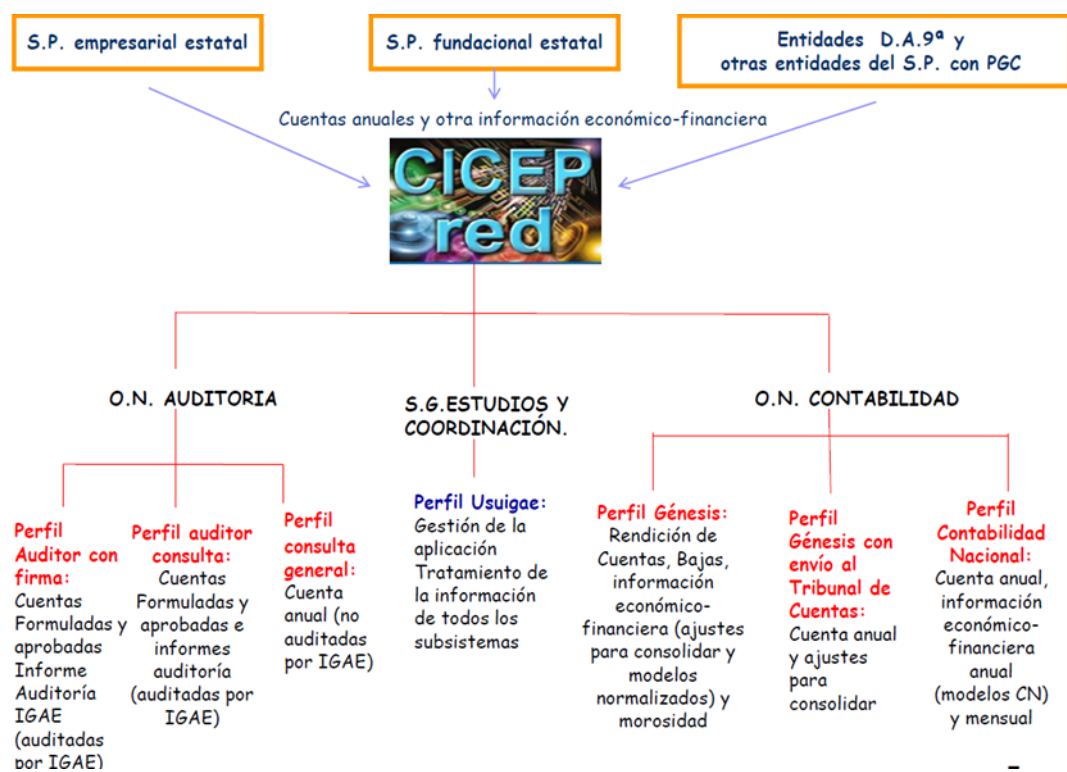 S.P. empresarial estatal
S.P. fundacional estatal
Entidades D.A.9ª y
otras entidades del S.P. con PGC
Cuentas anuales y otra información económico-financiera
CICEP
red
O.N. AUDITORIA
S.G.ESTUDIOS Y
COORDINACIÓN.
O.N. CONTABILIDAD
Perfil
Auditor con
firma:
Cuentas
Formuladas y
aprobadas
Informe
Auditoría
IGAE
(auditadas
por IGAE)
Perfil auditor
consulta:
Cuentas
Formuladas y
aprobadas e
informes
auditoría
(auditadas por
IGAE)
Perfil
consulta
general:
Cuenta
anual (no
auditadas
por IGAE)
Perfil Usuigae:
Gestión de la
aplicación
Tratamiento de
la información
de todos los
subsistemas
Perfil Génesis:
Rendición de
Cuentas, Bajas,
información
económico-
financiera (ajustes
para consolidar y
modelos
normalizados) y
morosidad
Perfil
Génesis con
envío al
Tribunal de
Cuentas:
Cuenta anual
y ajustes
para
consolidar
Perfil
Contabilidad
Nacional:
Cuenta anual,
información
económico-
financiera
anual
(modelos CN)
y mensual